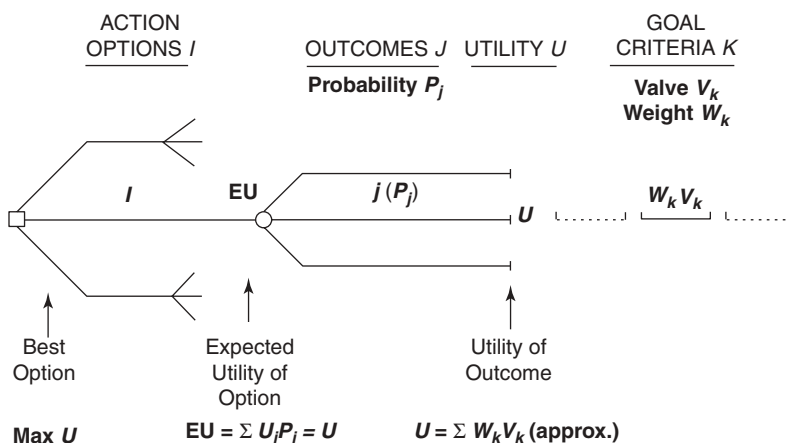 ACTION
OPTIONS I
OUTCOMES J
UTILITY U
GOAL
CRITERIA K
Probability Pj
Valve Vk
Weight Wk
I
EU
j (Pj)
U
WkVk
Best
Option
Expected
Utility of
Option
Utility of
Outcome
Max U
EU = Σ UjPj = U
U = Σ WkVk (approx.)